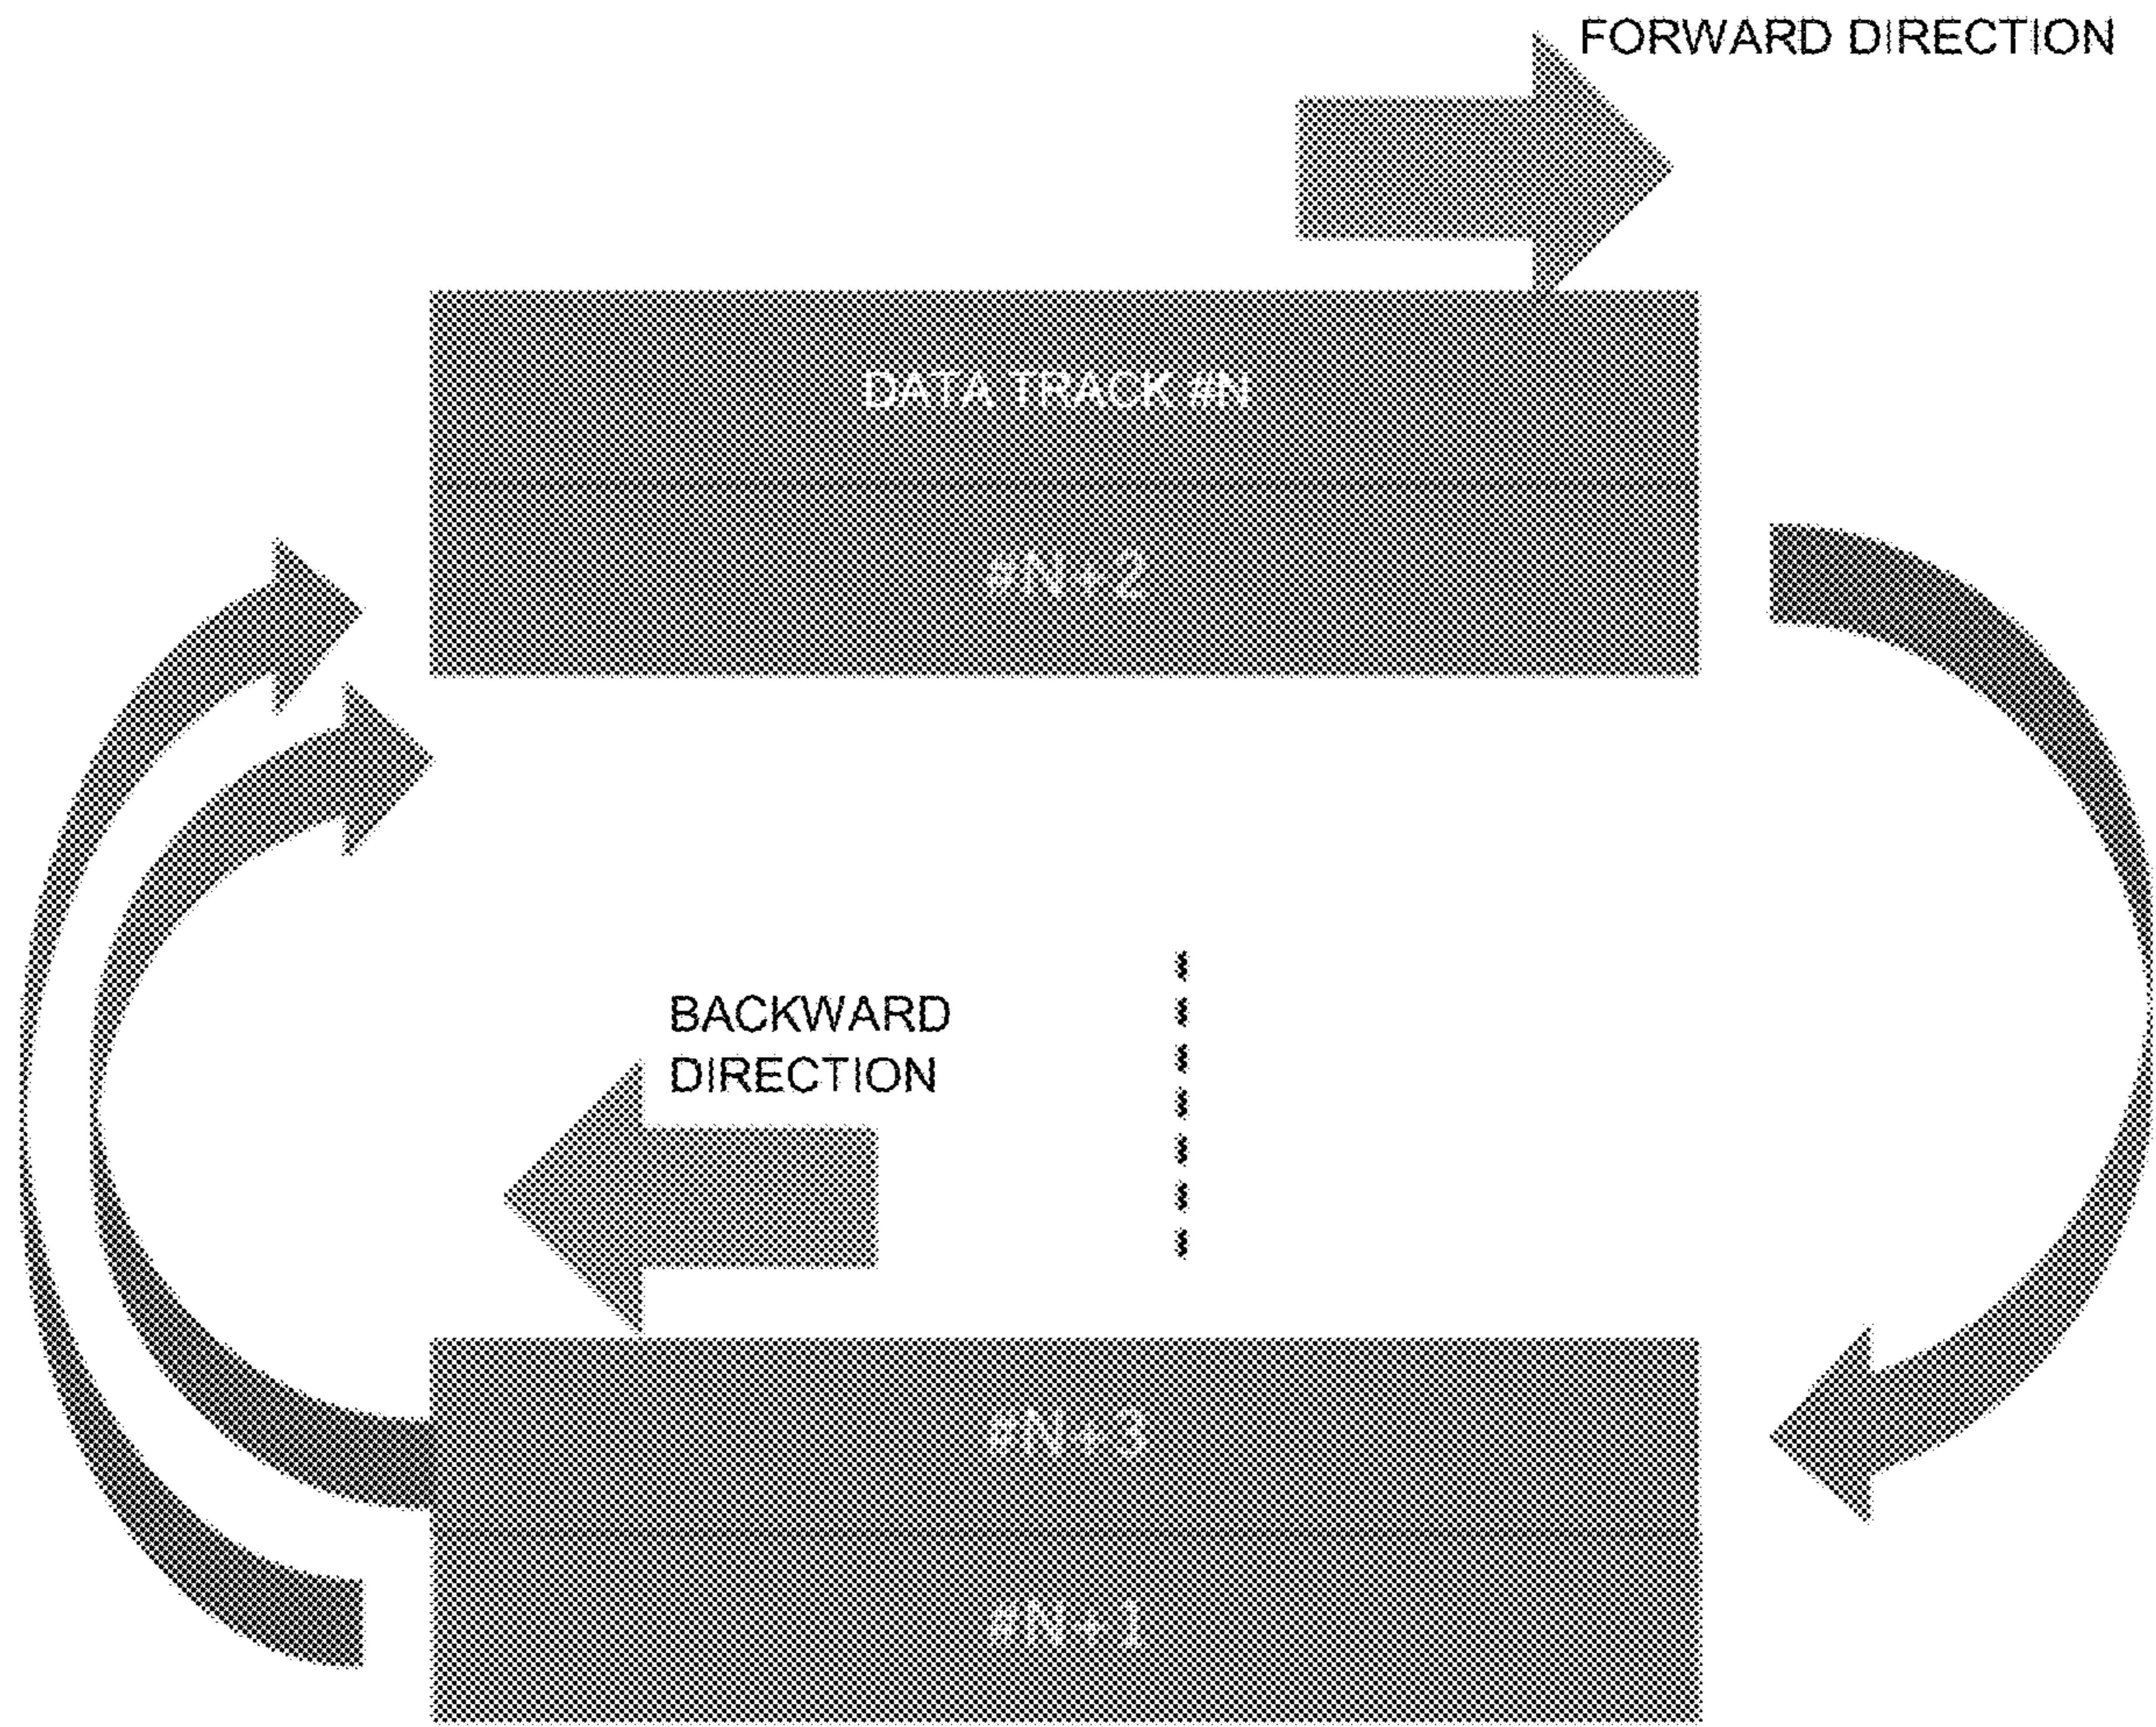 FORWARD DIRECTION
DATA TRACK #N
#N+2
BACKWARD
DIRECTION
#N+3
#N+1